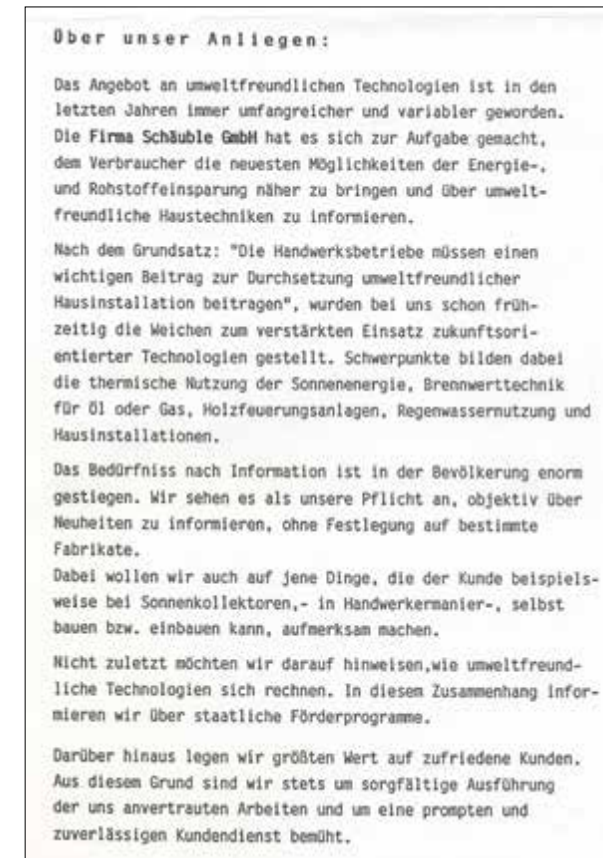 Über unser Anliegen:
Das Angebot an umweltfreundlichen Technologien ist in den
letzten Jahren immer umfangreicher und variabler geworden.
Die Firma Schäuble GmbH hat es sich zur Aufgabe gemacht,
dem Verbraucher die neuesten Möglichkeiten der Energie-,
und Rohstoffeinsparung näher zu bringen und über umwelt-
freundliche Haustechniken zu informieren.
Nach dem Grundsatz: "Die Handwerksbetriebe müssen einen
wichtigen Beitrag zur Durchsetzung umweltfreundlicher
Hausinstallation beitragen", wurden bei uns schon früh-
zeitig die Weichen zum verstärkten Einsatz zukunftsori-
entierter Technologien gestellt. Schwerpunkte bilden dabei
die thermische Nutzung der Sonnenenergie, Brennwerttechnik
für Öl oder Gas, Holzfeuerungsanlagen, Regenwassernutzung und
Hausinstallationen.
Das Bedürfniss nach Information ist in der Bevölkerung enorm
gestiegen. Wir sehen es als unsere Pflicht an, objektiv über
Neuheiten zu informieren, ohne Festlegung auf bestimmte
Fabrikate.
Dabei wollen wir auch auf jene Dinge, die der Kunde beispiels-
weise bei Sonnenkollektoren,- in Handwerkermanier-, selbst
bauen bzw. einbauen kann, aufmerksam machen.
Nicht zuletzt möchten wir darauf hinweisen,wie umweltfreund-
liche Technologien sich rechnen. In diesem Zusammenhang infor-
mieren wir über staatliche Förderprogramme.
Darüber hinaus legen wir größten Wert auf zufriedene Kunden.
Aus diesem Grund sind wir stets um sorgfältige Ausführung
der uns anvertrauten Arbeiten und um eine prompten und
zuverlässigen Kundendienst bemüht.